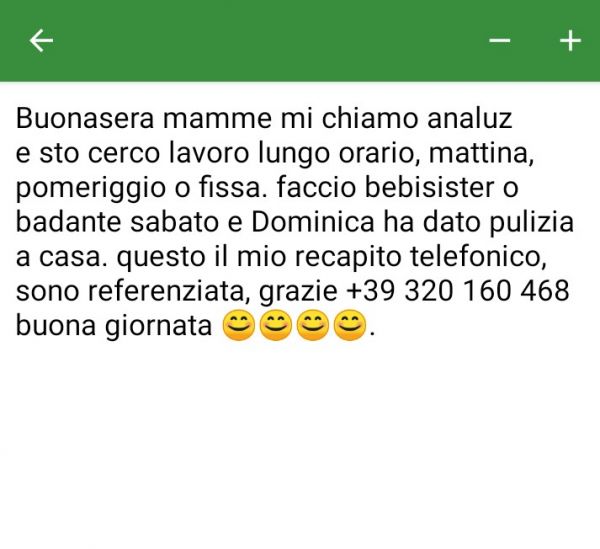 Buonasera mamme mi chiamo analuz
e sto cerco lavoro lungo orario, mattina,
pomeriggio o fissa. faccio bebisister o
badante sabato e Dominica ha dato pulizia
a casa. questo il mio recapito telefonico,
sono referenziata, grazie +39 320 160 468
buona giornata 😊😊😊😊.